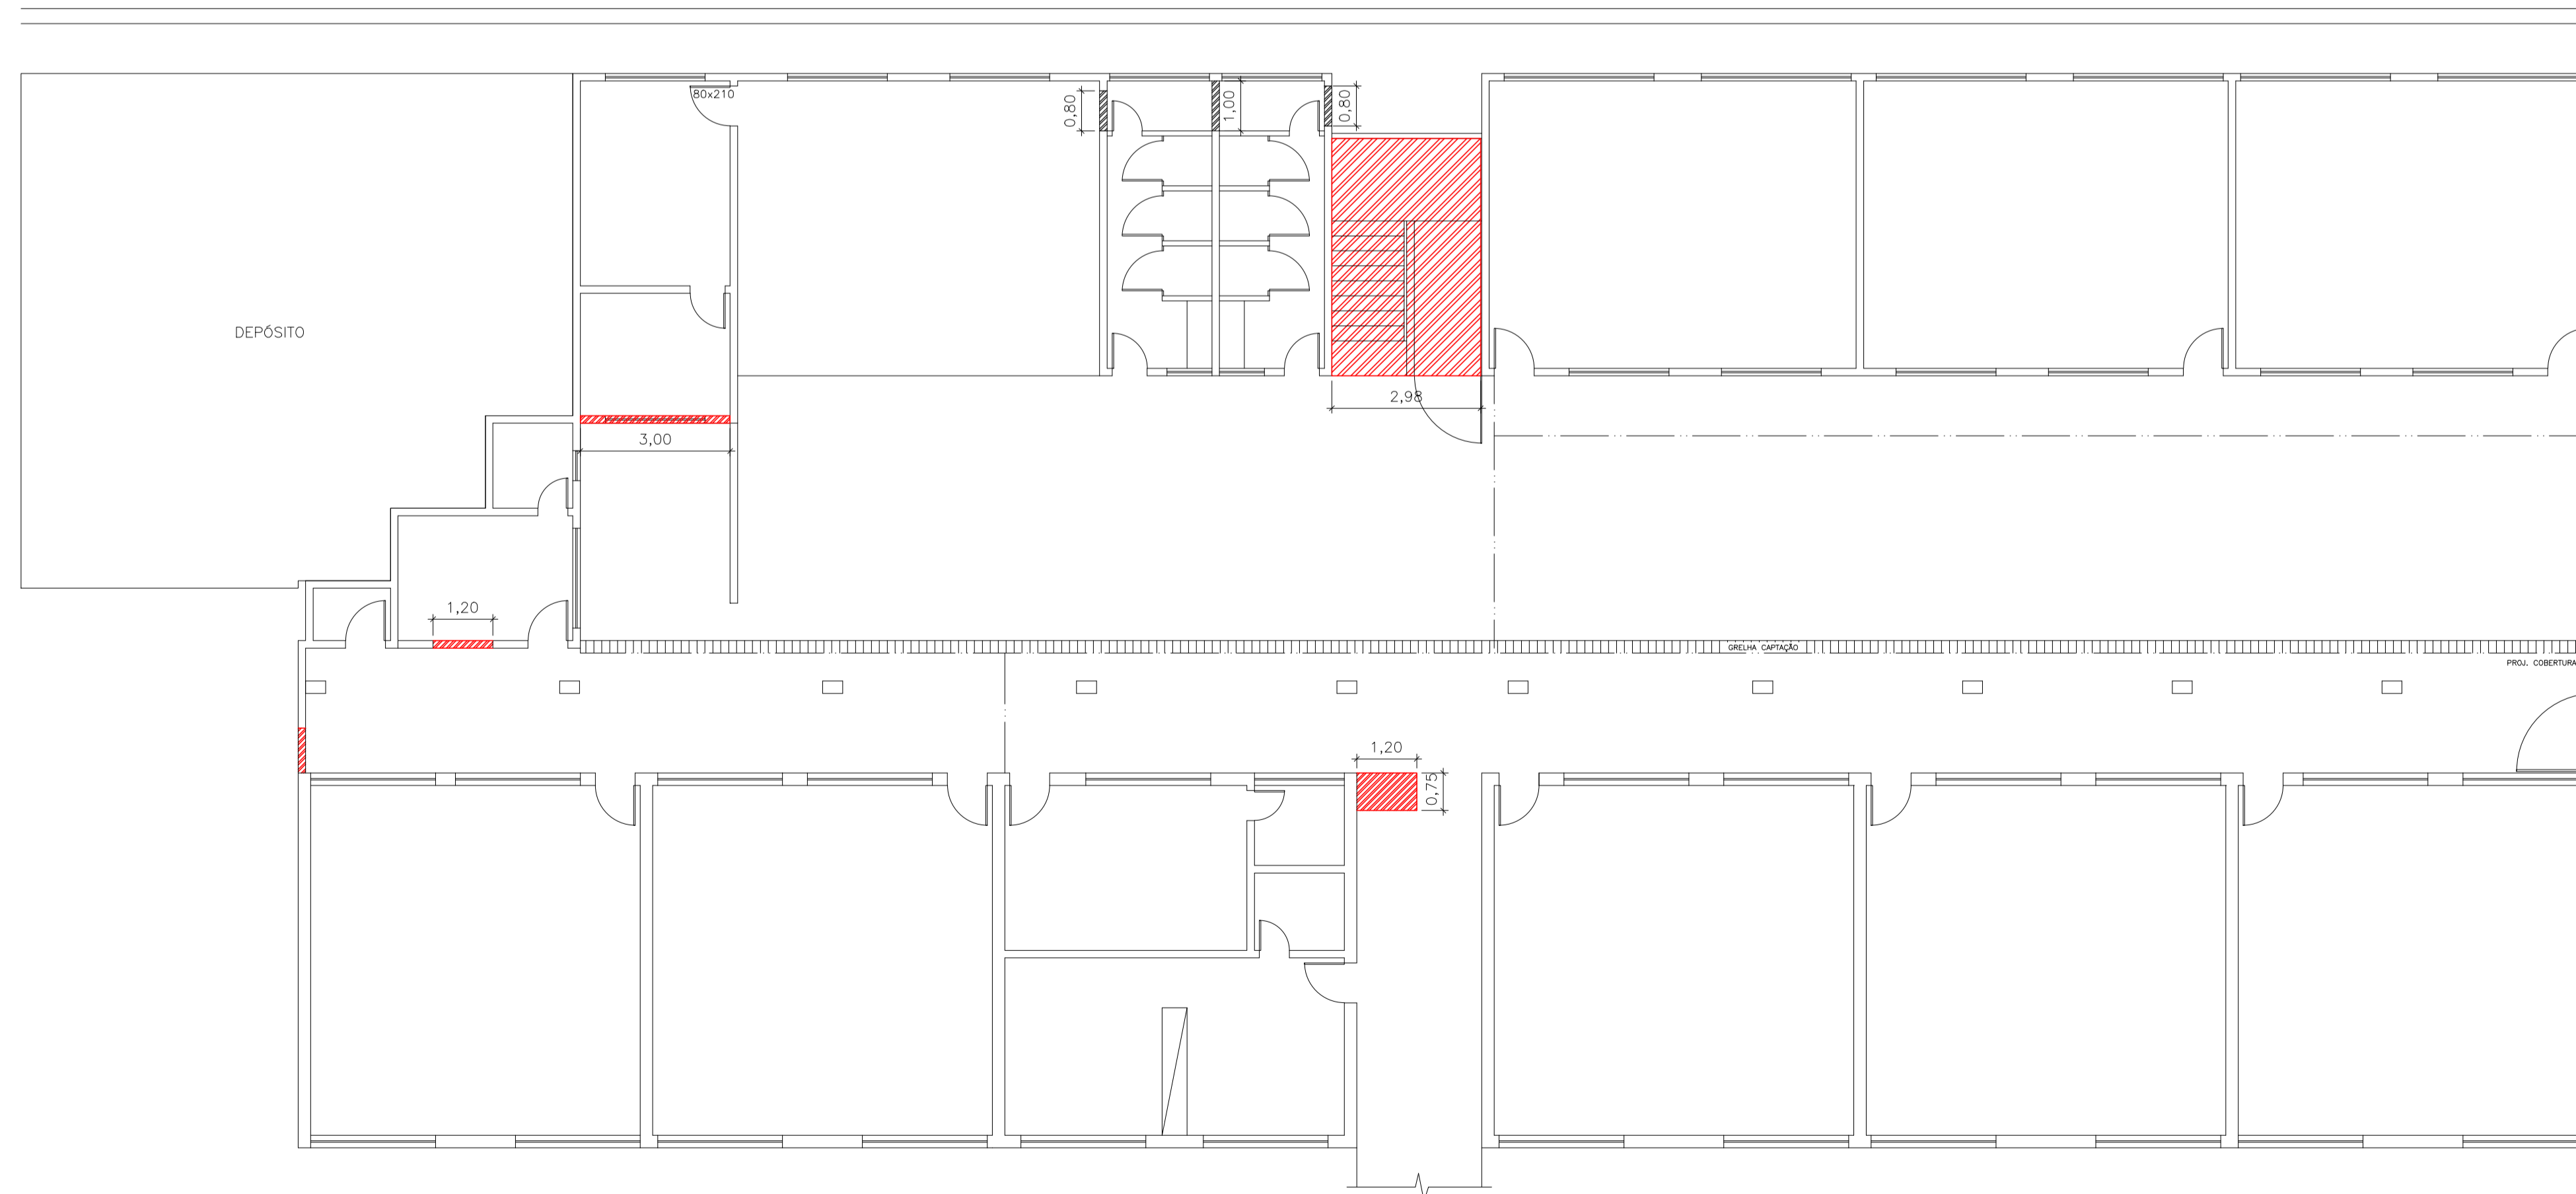 80x210
0,80
1,00
0,80
DEPÓSITO
2,98
3,00
1,20
GRELHA CAPTAÇÃO
PROJ. COBERTURA
1,20
0,75